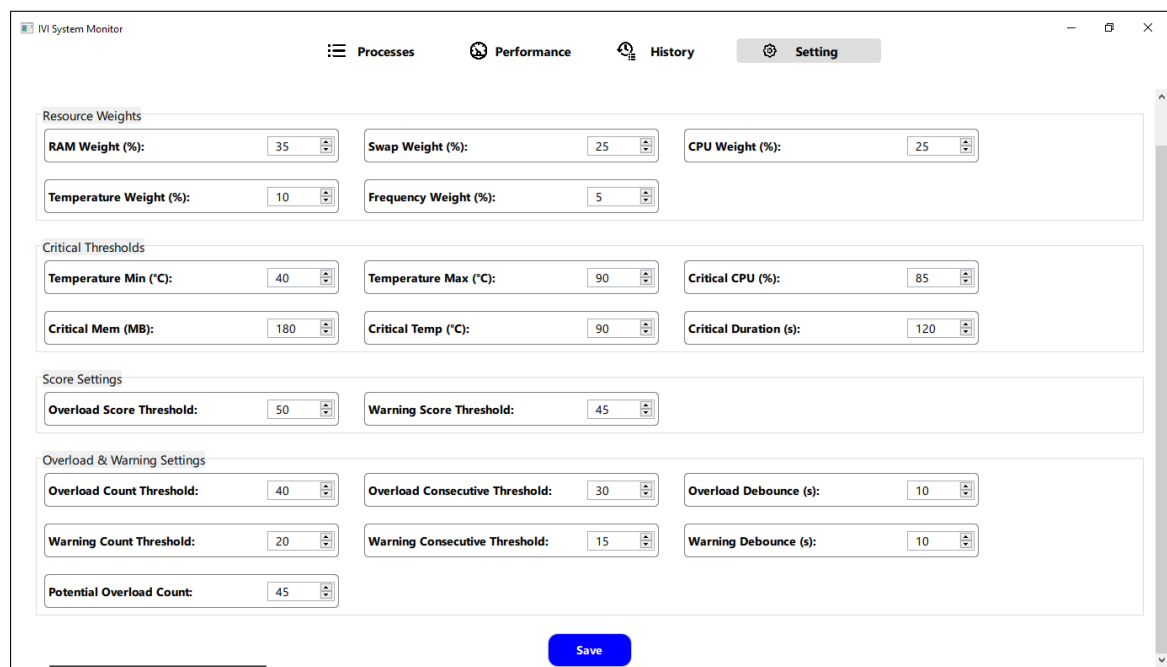 IVI System Monitor
Processes Performance History Setting
Resource Weights
RAM Weight (%): 35 Swap Weight (%): 25 CPU Weight (%): 25
Temperature Weight (%): 10 Frequency Weight (%): 5
Critical Thresholds
Temperature Min (°C): 40 Temperature Max (°C): 90 Critical CPU (%): 85
Critical Mem (MB): 180 Critical Temp (°C): 90 Critical Duration (s): 120
Score Settings
Overload Score Threshold: 50 Warning Score Threshold: 45
Overload & Warning Settings
Overload Count Threshold: 40 Overload Consecutive Threshold: 30 Overload Debounce (s): 10
Warning Count Threshold: 20 Warning Consecutive Threshold: 15 Warning Debounce (s): 10
Potential Overload Count: 45
Save